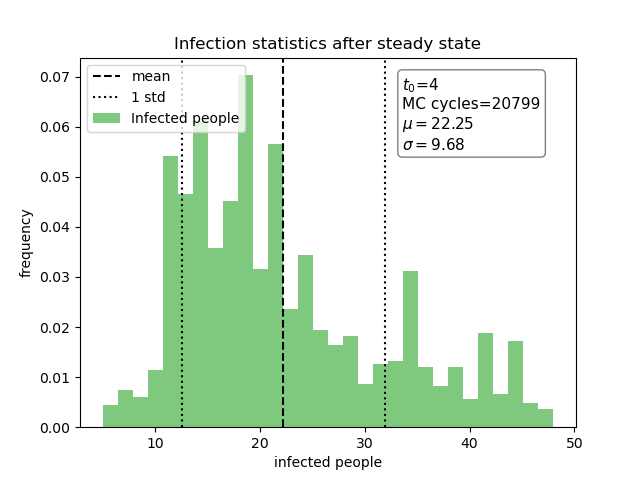 Infection statistics after steady state
mean
1 std
Infected people
t₀=4
MC cycles=20799
μ = 22.25
σ = 9.68
0.07
0.06
0.05
0.04
0.03
0.02
0.01
0.00
frequency
10 20 30 40 50
infected people